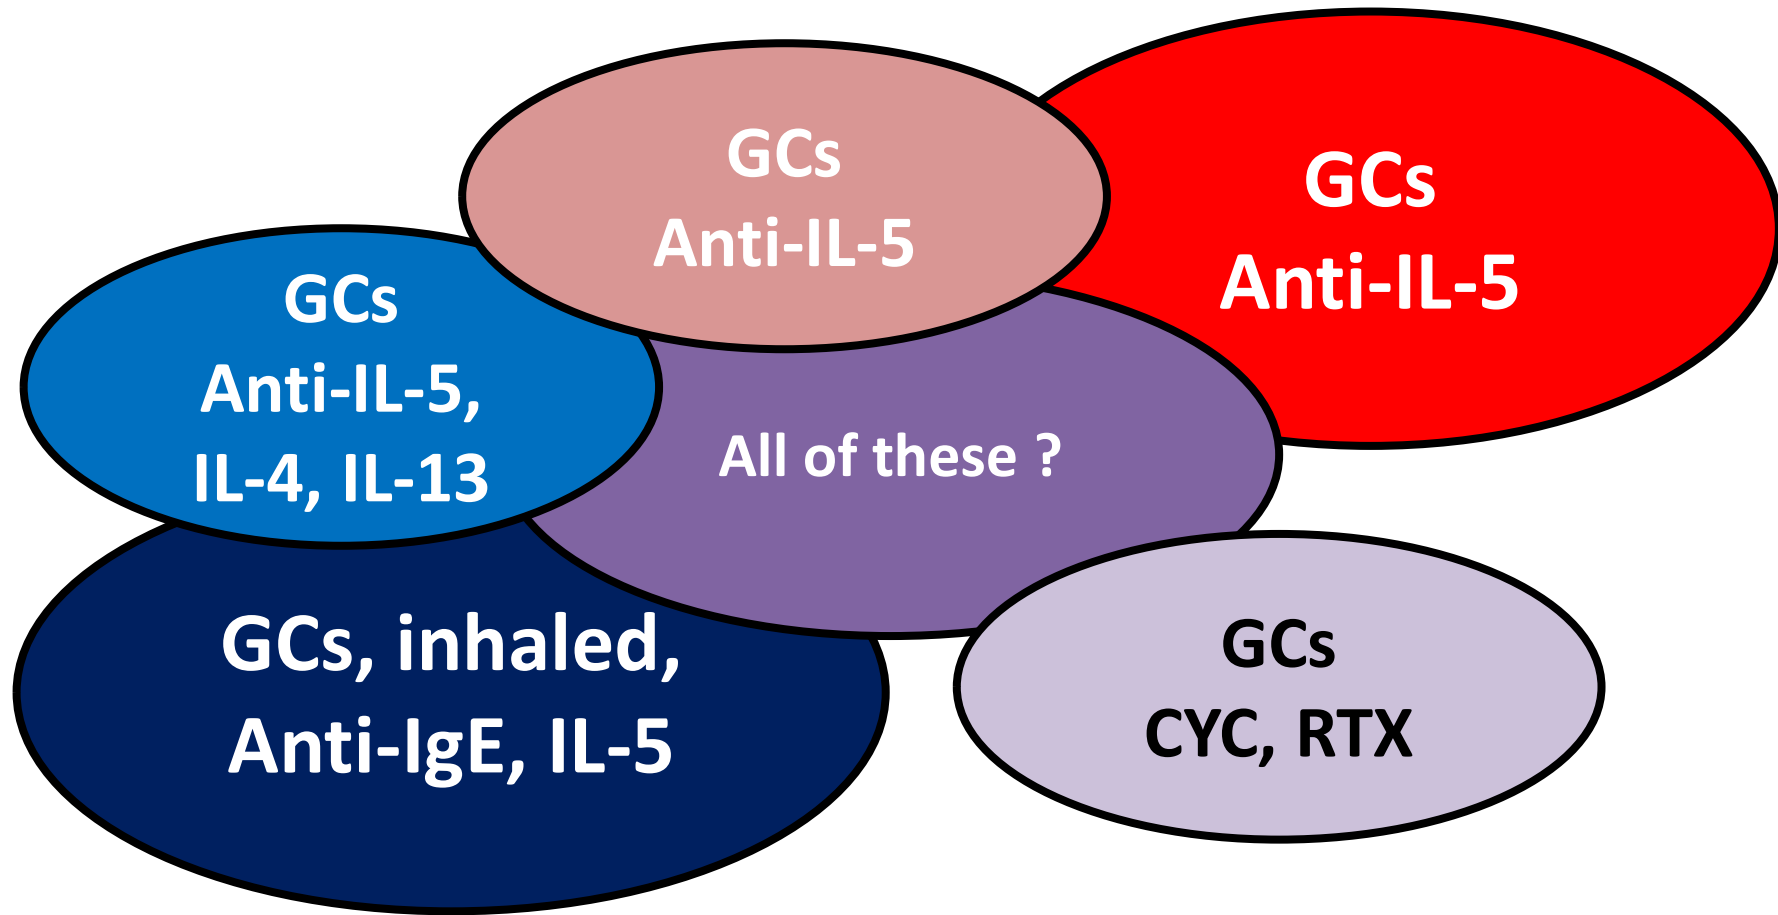 GCs
Anti-IL-5
GCs
Anti-IL-5
GCs
Anti-IL-5,
IL-4, IL-13
All of these ?
GCs, inhaled,
Anti-IgE, IL-5
GCs
CYC, RTX